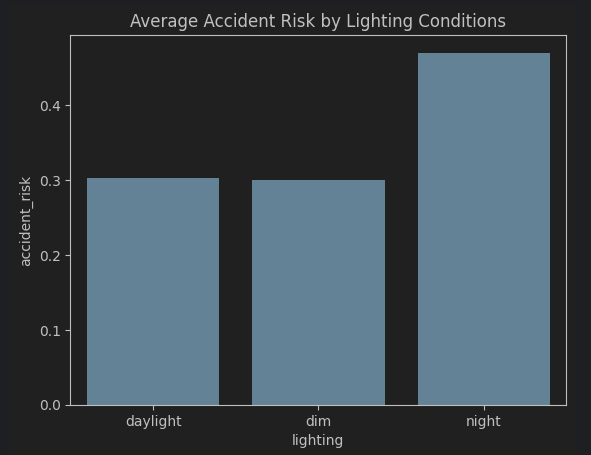 Average Accident Risk by Lighting Conditions
accident_risk
0.4
0.3
0.2
0.1
0.0
daylight dim night
lighting